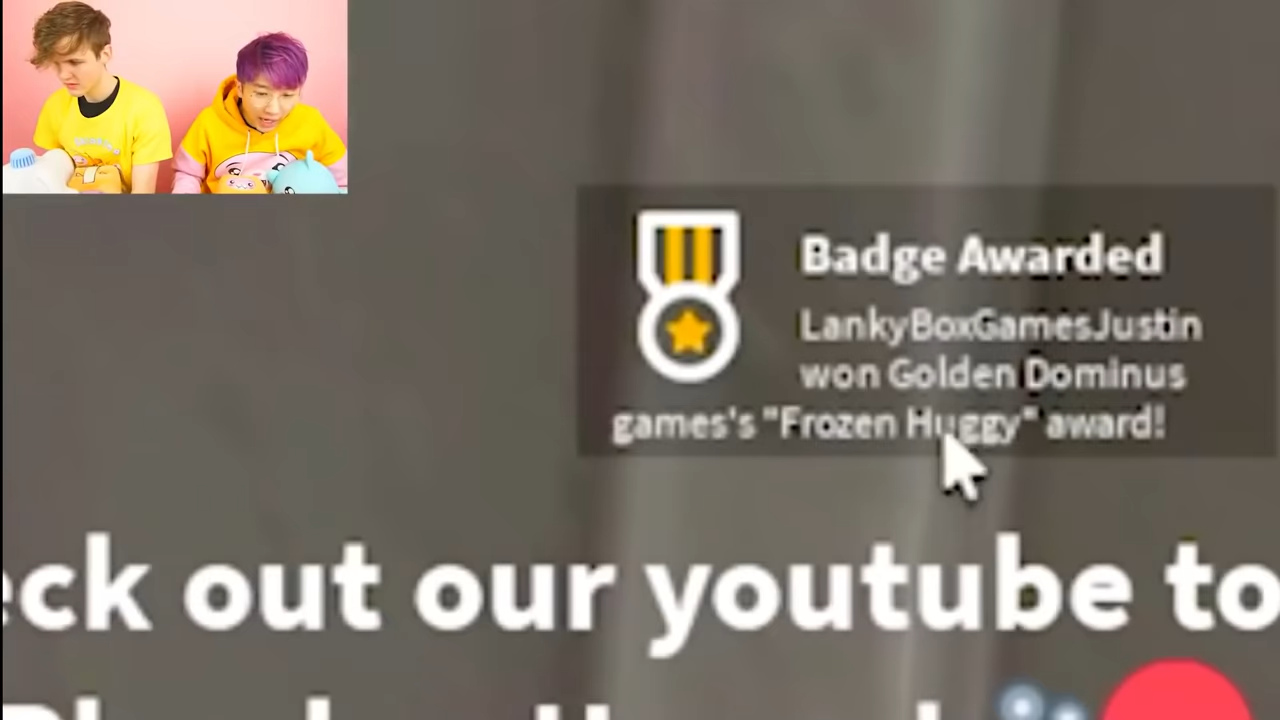 Badge Awarded
LankyBoxGamesJustin
won Golden Dominus
games's "Frozen Huggy" award!
eck out our youtube to